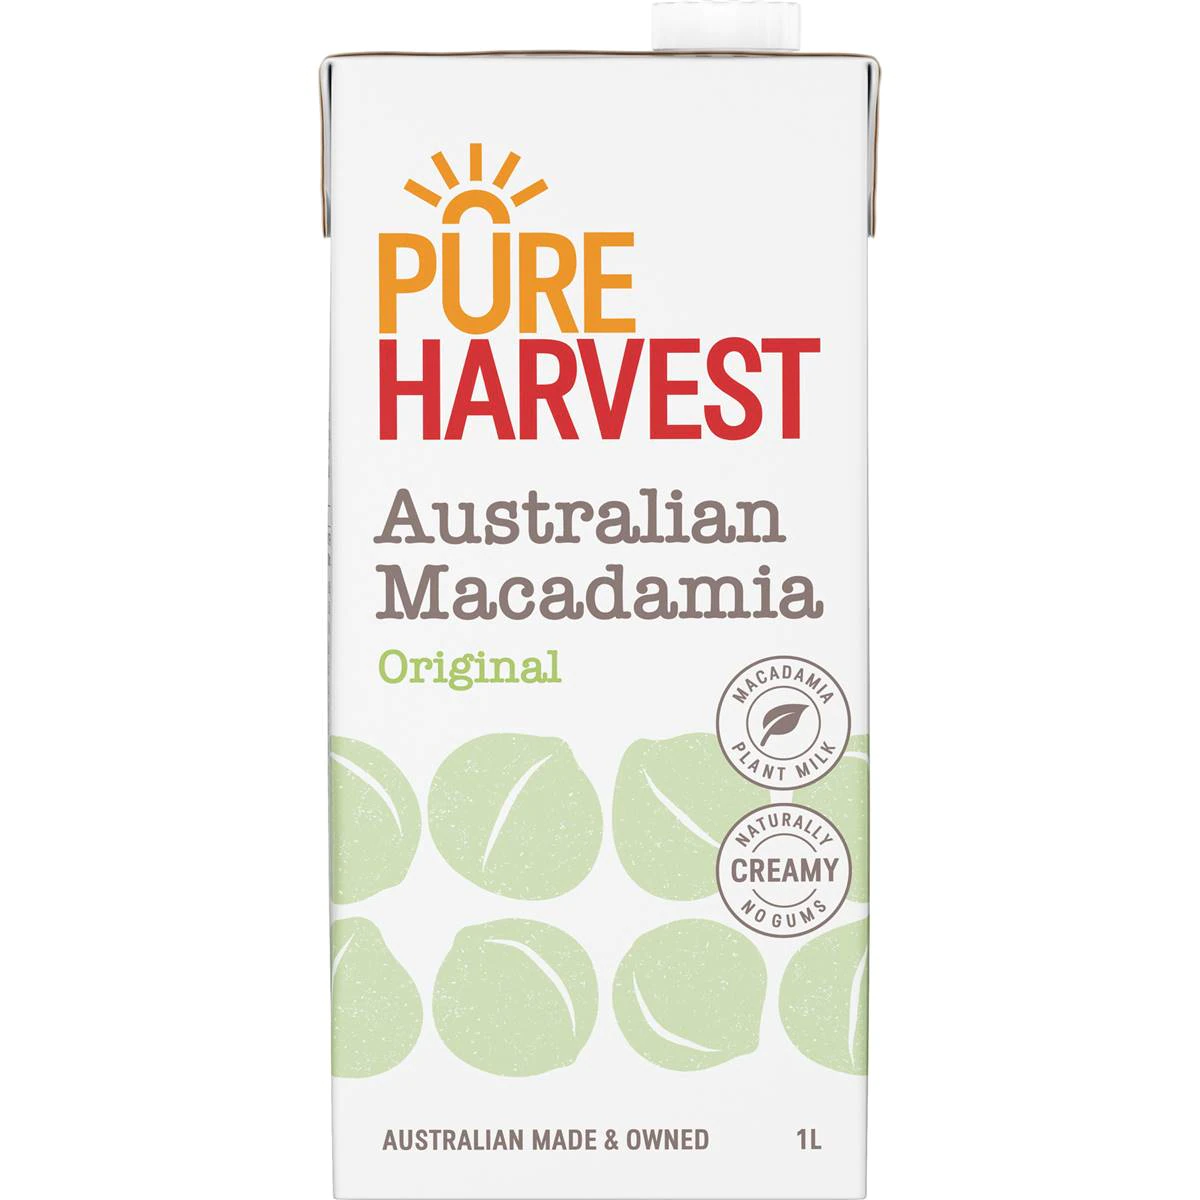 PURE
HARVEST
Australian
Macadamia
Original
MACADAMIA
PLANT MILK
NATURALLY
CREAMY
NO GUMS
AUSTRALIAN MADE & OWNED 1L